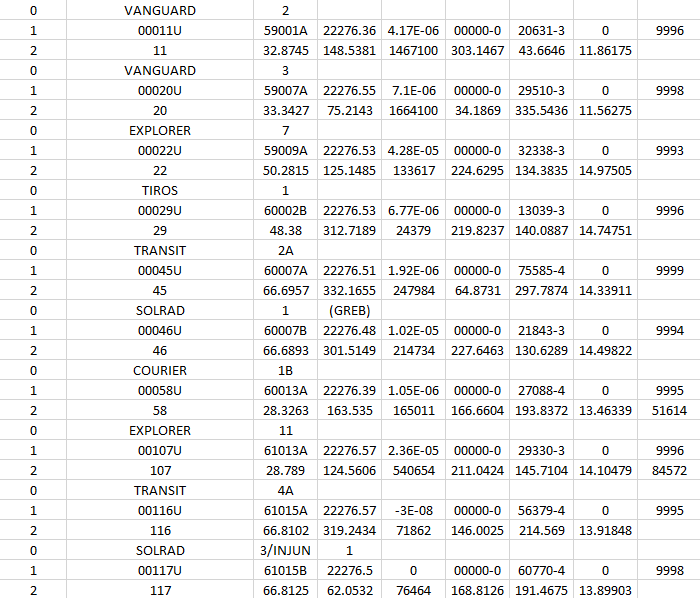 0 VANGUARD 2
1 00011U 59001A 22276.36 4.17E-06 00000-0 20631-3 0 9996
2 11 32.8745 148.5381 1467100 303.1467 43.6646 11.86175
0 VANGUARD 3
1 00020U 59007A 22276.55 7.1E-06 00000-0 29510-3 0 9998
2 20 33.3427 75.2143 1664100 34.1869 335.5436 11.56275
0 EXPLORER 7
1 00022U 59009A 22276.53 4.28E-05 00000-0 32338-3 0 9993
2 22 50.2815 125.1485 133617 224.6295 134.3835 14.97505
0 TIROS 1
1 00029U 60002B 22276.53 6.77E-06 00000-0 13039-3 0 9996
2 29 48.38 312.7189 24379 219.8237 140.0887 14.74751
0 TRANSIT 2A
1 00045U 60007A 22276.51 1.92E-06 00000-0 75585-4 0 9999
2 45 66.6957 332.1655 247984 64.8731 297.7874 14.33911
0 SOLRAD 1 (GREB)
1 00046U 60007B 22276.48 1.02E-05 00000-0 21843-3 0 9994
2 46 66.6893 301.5149 214734 227.6463 130.6289 14.49822
0 COURIER 1B
1 00058U 60013A 22276.39 1.05E-06 00000-0 27088-4 0 9995
2 58 28.3263 163.535 165011 166.6604 193.8372 13.46339 51614
0 EXPLORER 11
1 00107U 61013A 22276.57 2.36E-05 00000-0 29330-3 0 9996
2 107 28.789 124.5606 540654 211.0424 145.7104 14.10479 84572
0 TRANSIT 4A
1 00116U 61015A 22276.57 -3E-08 00000-0 56379-4 0 9995
2 116 66.8102 319.2434 71862 146.0025 214.569 13.91848
0 SOLRAD 3/INJUN 1
1 00117U 61015B 22276.5 0 00000-0 60770-4 0 9998
2 117 66.8125 62.0532 76464 168.8126 191.4675 13.89903